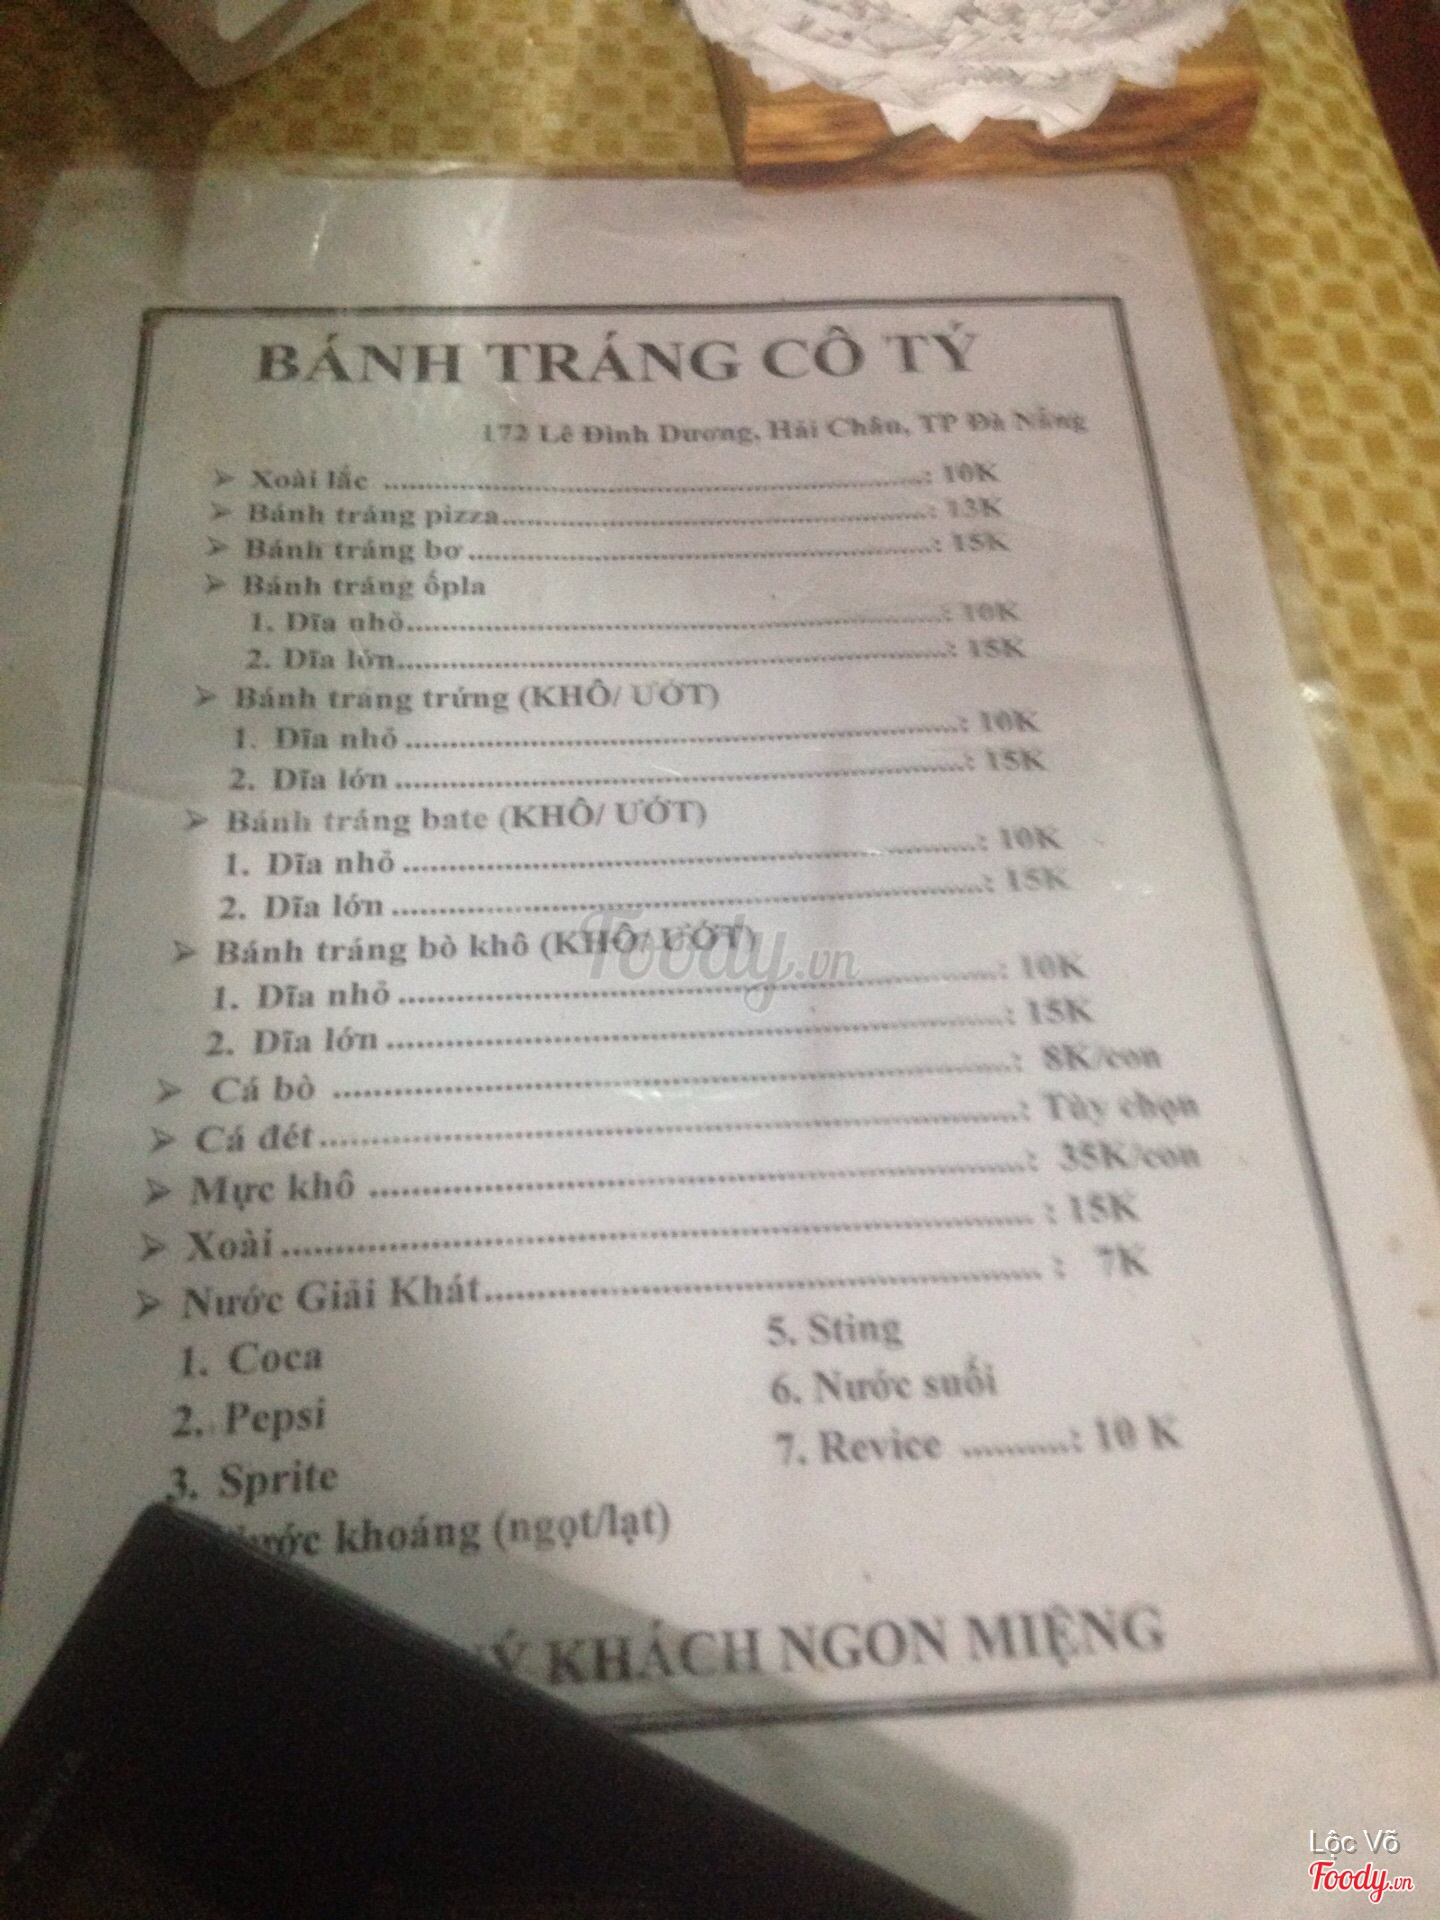 BÁNH TRÁNG CÔ TÝ
172 Lê Đình Dương, Hải Châu, TP Đà Nẵng
➢ Xoài lắc ........................: 10K
➢ Bánh tráng pizza........................: 13K
➢ Bánh tráng bơ........................: 15K
➢ Bánh tráng ốpla
1. Dĩa nhỏ........................: 10K
2. Dĩa lớn........................: 15K
➢ Bánh tráng trứng (KHÔ/ ƯỚT)
1. Dĩa nhỏ........................: 10K
2. Dĩa lớn........................: 15K
➢ Bánh tráng bate (KHÔ/ ƯỚT)
1. Dĩa nhỏ........................: 10K
2. Dĩa lớn........................: 15K
➢ Bánh tráng bò khô (KHÔ/ ƯỚT)
1. Dĩa nhỏ........................: 10K
2. Dĩa lớn........................: 15K
➢ Cá bò ........................: 8K/con
➢ Cá đét........................: Tùy chọn
➢ Mực khô ........................: 35K/con
➢ Xoài........................ : 15K
➢ Nước Giải Khát........................ : 7K
1. Coca
2. Pepsi
3. Sprite
khoáng (ngọt/lạt)
5. Sting
6. Nước suối
7. Revice ...........: 10 K
KHÁCH NGON MIỆNG
Foody.vn
Lộc Võ
Foody.vn